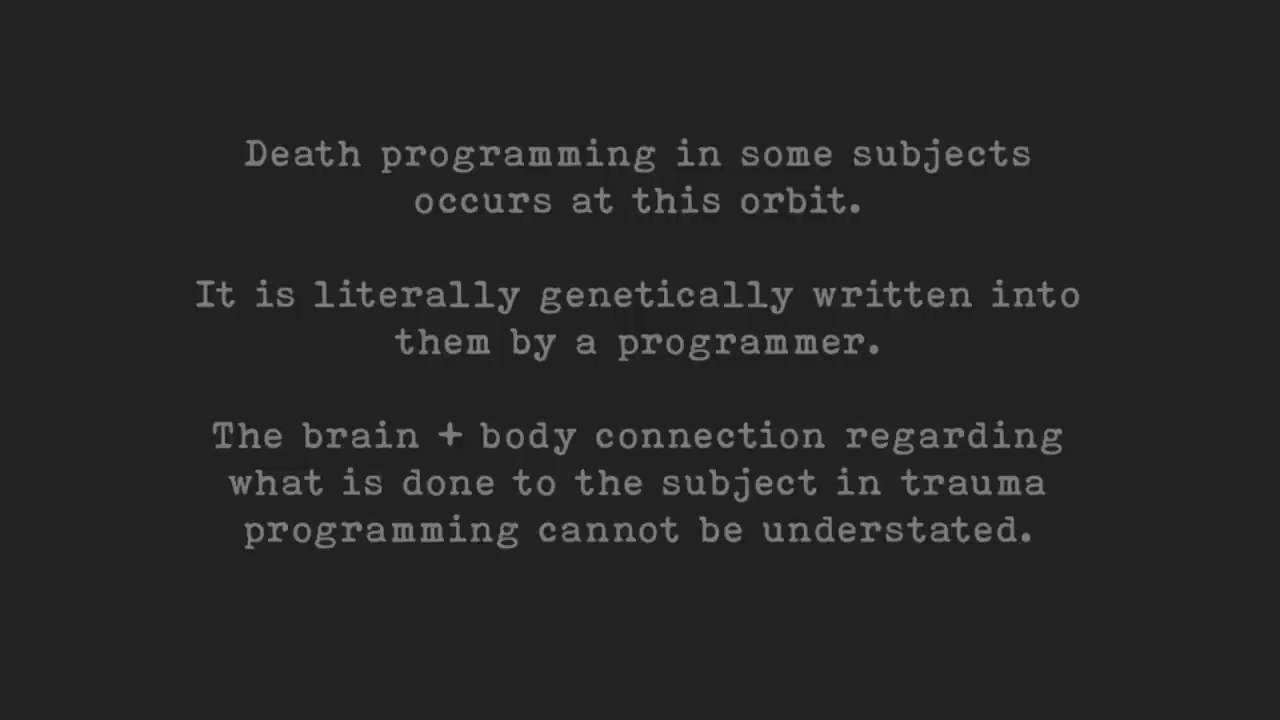 Death programming in some subjects
occurs at this orbit.
It is literally genetically written into
them by a programmer.
The brain + body connection regarding
what is done to the subject in trauma
programming cannot be understated.